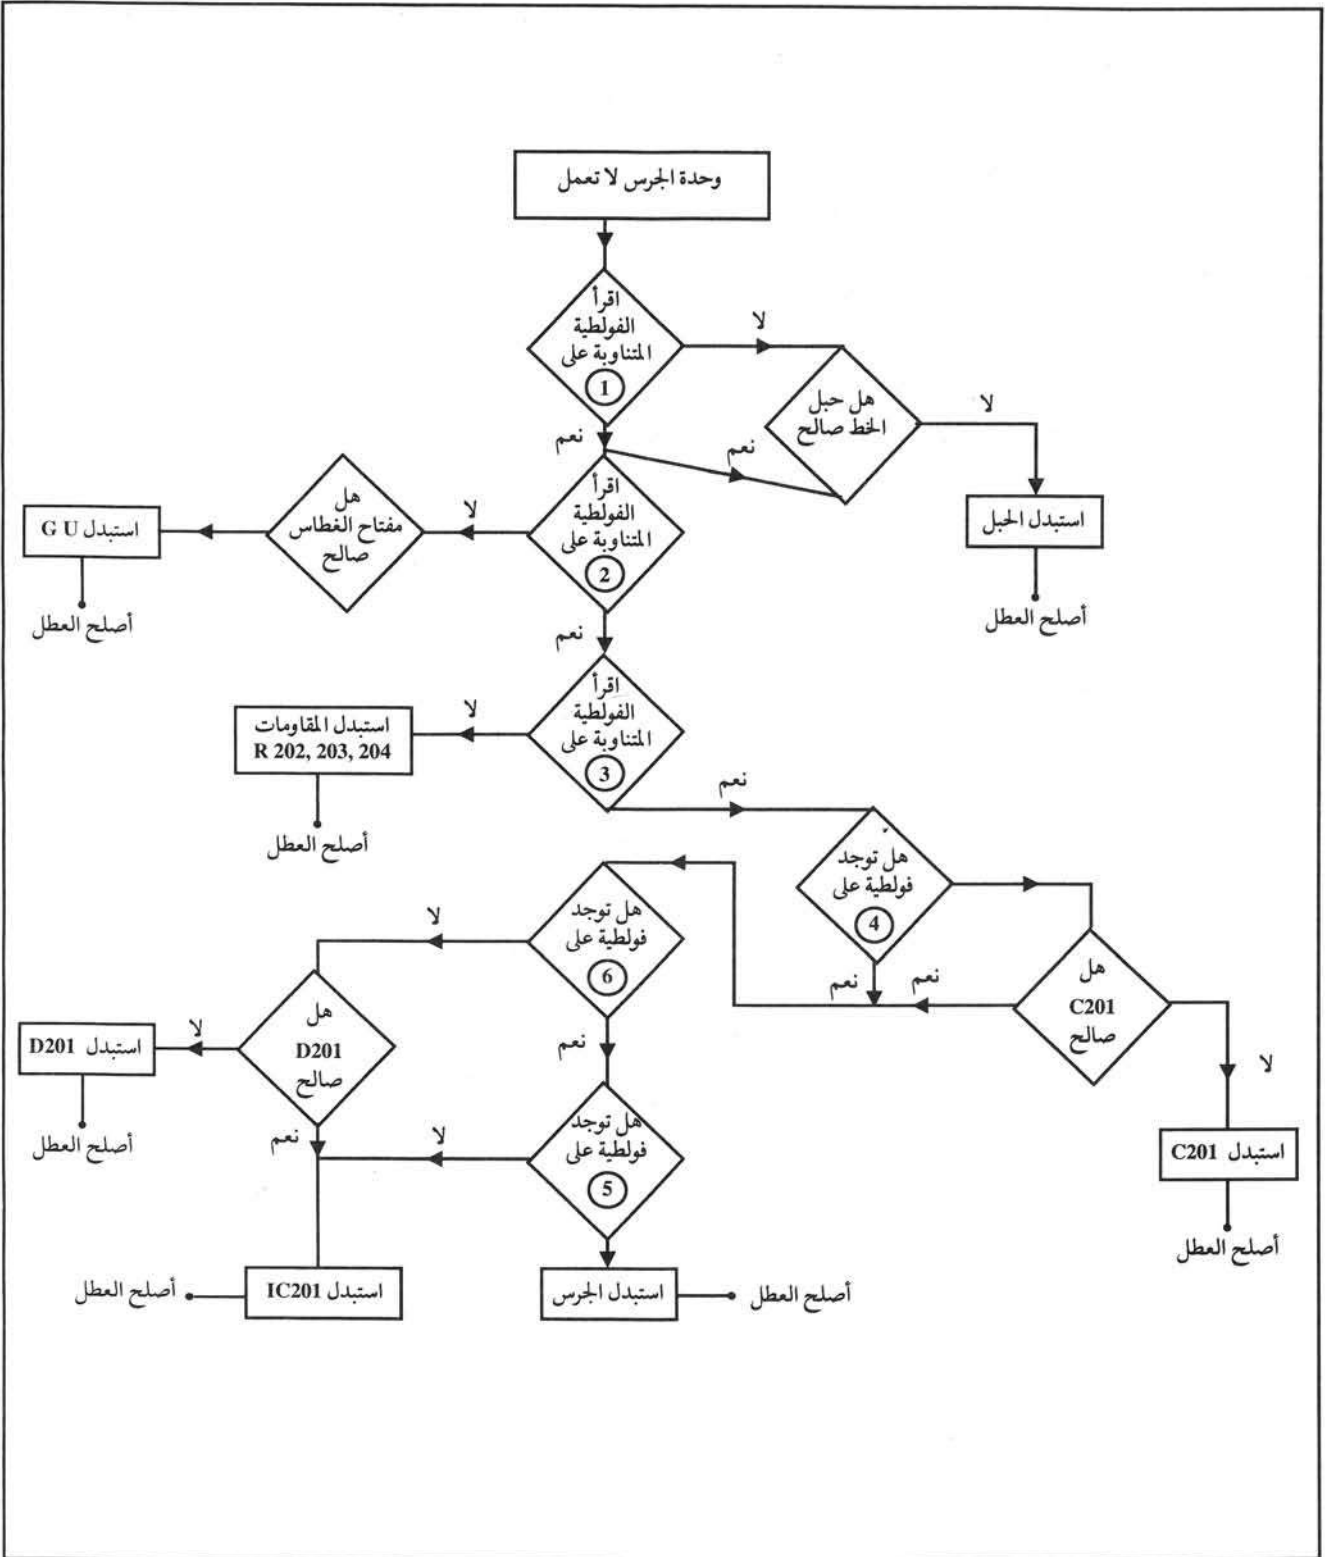 وحدة الجرس لا تعمل
اقرأ
الفولطية
المتناوبة على
1
لا
هل حبل
الخط صالح
لا
نعم
نعم
استبدل الحبل
أصلح العطل
اقرأ
الفولطية
المتناوبة على
2
لا
هل
مفتاح الغطاس
صالح
استبدل G U
أصلح العطل
نعم
اقرأ
الفولطية
المتناوبة على
3
لا
استبدل المقاومات
R 202, 203, 204
أصلح العطل
نعم
هل توجد
فولطية على
4
نعم
نعم
هل
C201
صالح
لا
استبدل C201
أصلح العطل
هل توجد
فولطية على
6
لا
هل
D201
صالح
لا
استبدل D201
أصلح العطل
نعم
نعم
هل توجد
فولطية على
5
لا
استبدل IC201
أصلح العطل
استبدل الجرس
أصلح العطل